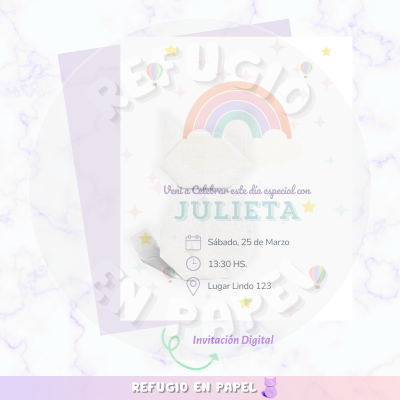 REFUGIO
Vení a Celebrar este día especial con
JULIETA
Sábado, 25 de Marzo
13:30 HS.
Lugar Lindo 123
EN PAPEL
Invitación Digital
REFUGIO EN PAPEL